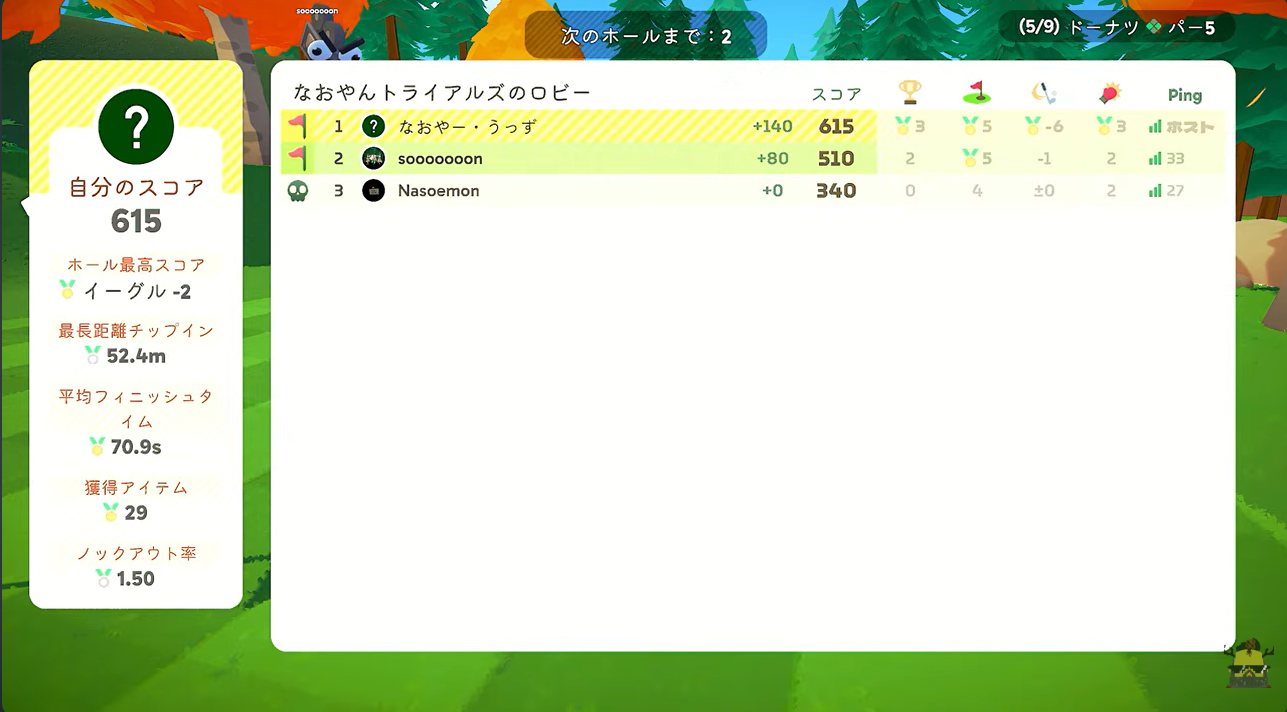 sooooooon
次のホールまで：2
(5/9) ドーナツ パー5
?
自分のスコア
615
ホール最高スコア
イーグル -2
最長距離チップイン
52.4m
平均フィニッシュタ
イム
70.9s
獲得アイテム
29
ノックアウト率
1.50
なおやんトライアルズのロビー スコア Ping
1 ? なおやー・うっず +140 615 3 5 -6 3 ホスト
2 sooooooon +80 510 2 5 -1 2 33
3 Nasoemon +0 340 0 4 ±0 2 27